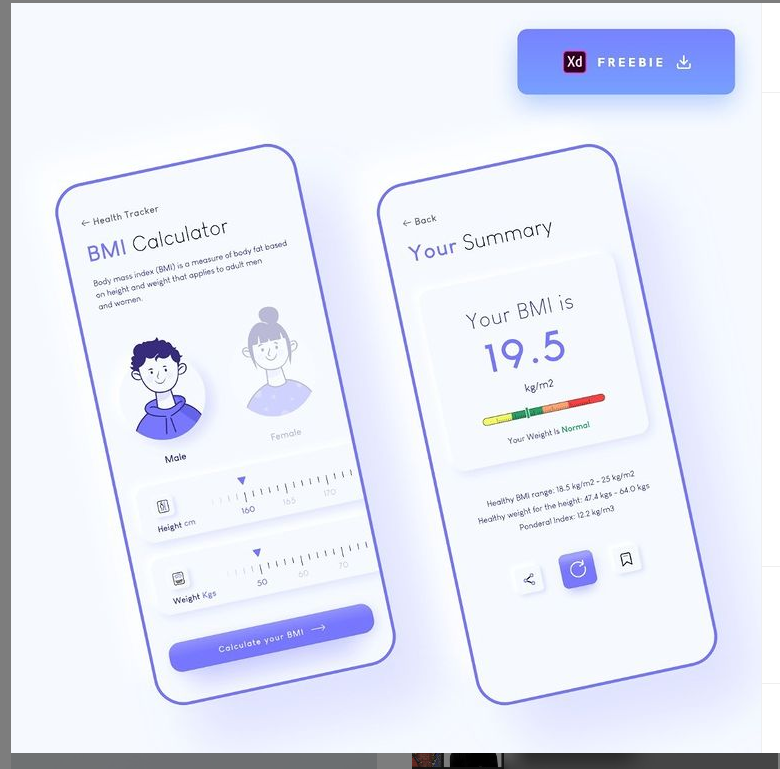 Xd FREEBIE
← Health Tracker
BMI Calculator
Body mass index (BMI) is a measure of body fat based
on height and weight that applies to adult men
and women.
Male
Female
Height cm
160
165
170
Weight Kgs
50
60
70
Calculate your BMI →
← Back
Your Summary
Your BMI is
19.5
kg/m2
Your Weight Is Normal
Healthy BMI range: 18.5 kg/m2 - 25 kg/m2
Healthy weight for the height: 47.4 kgs - 64.0 kgs
Ponderal Index: 12.2 kg/m3